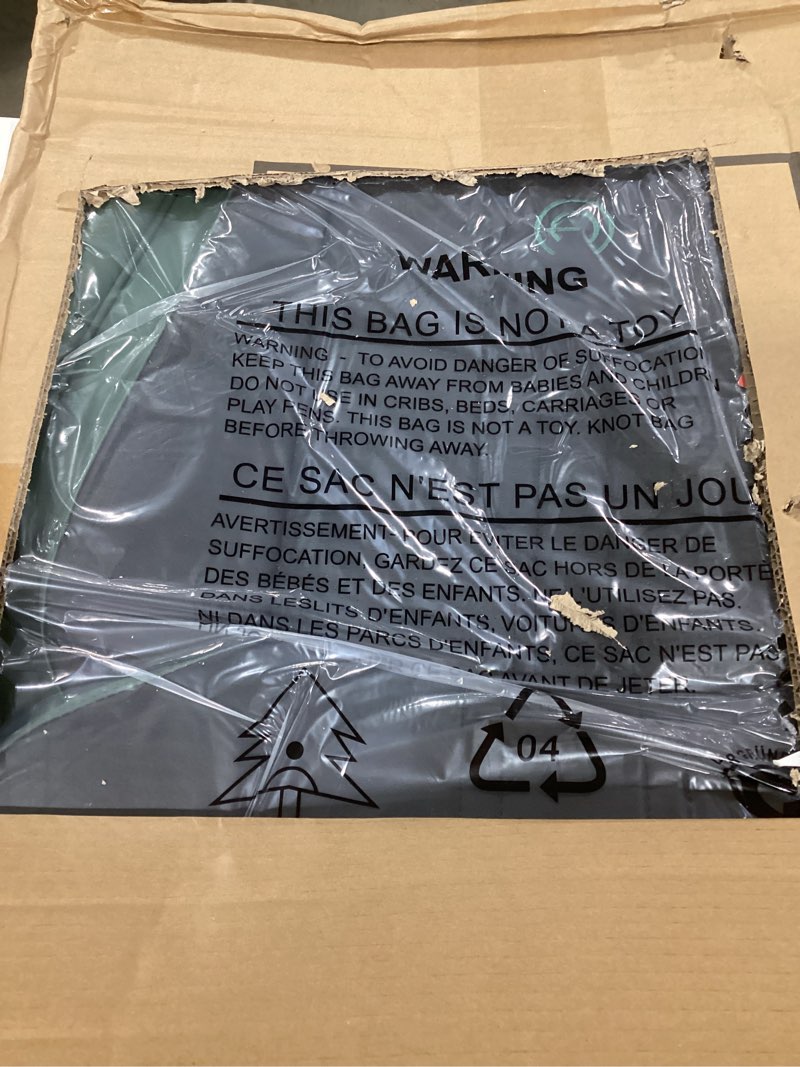 WARNING
THIS BAG IS NOT A TOY
WARNING - TO AVOID DANGER OF SUFFOCATIO
KEEP THIS BAG AWAY FROM BABIES AND CHILDR
DO NOT USE IN CRIBS, BEDS, CARRIAGES OR
PLAY PENS. THIS BAG IS NOT A TOY. KNOT BAG
BEFORE THROWING AWAY.
CE SAC N'EST PAS UN JOU
AVERTISSEMENT- POUR EVITER LE DANGER DE
SUFFOCATION, GARDEZ CE SAC HORS DE LA PORTE
DES BÉBÉS ET DES ENFANTS. NE L'UTILISEZ PAS.
DANS LESLITS D'ENFANTS, VOITURES D'ENFANTS.
NI DANS LES PARCS D'ENFANTS, CE SAC N'EST PAS
AVANT DE JETER.
04